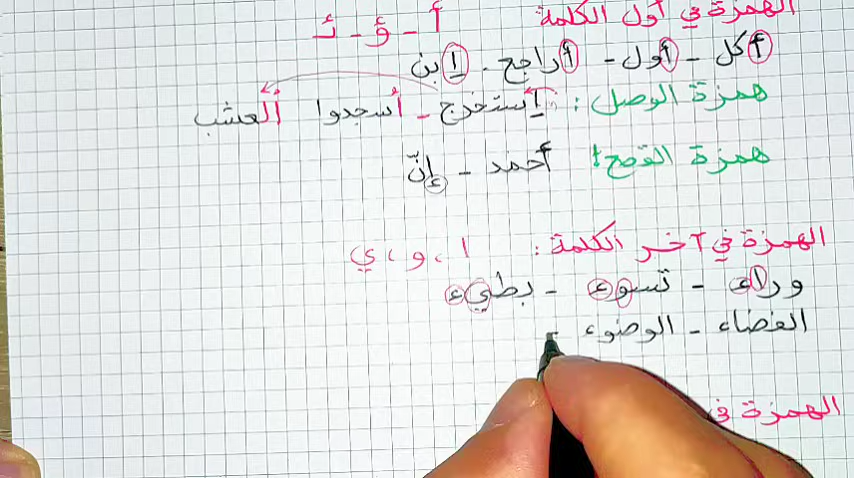 الهمزة في أول الكلمة
أ - ؤ - ئـ
أكل - أول - أراجع - إبن
همزة الوصل: إستخرج - أسجدوا ألعشب
همزة القطع! أحمد - إنّ
الهمزة في آخر الكلمة: ا، و، ي
وراء - تسوء - بطيء
الفضاء - الوضوء -
الهمزة في